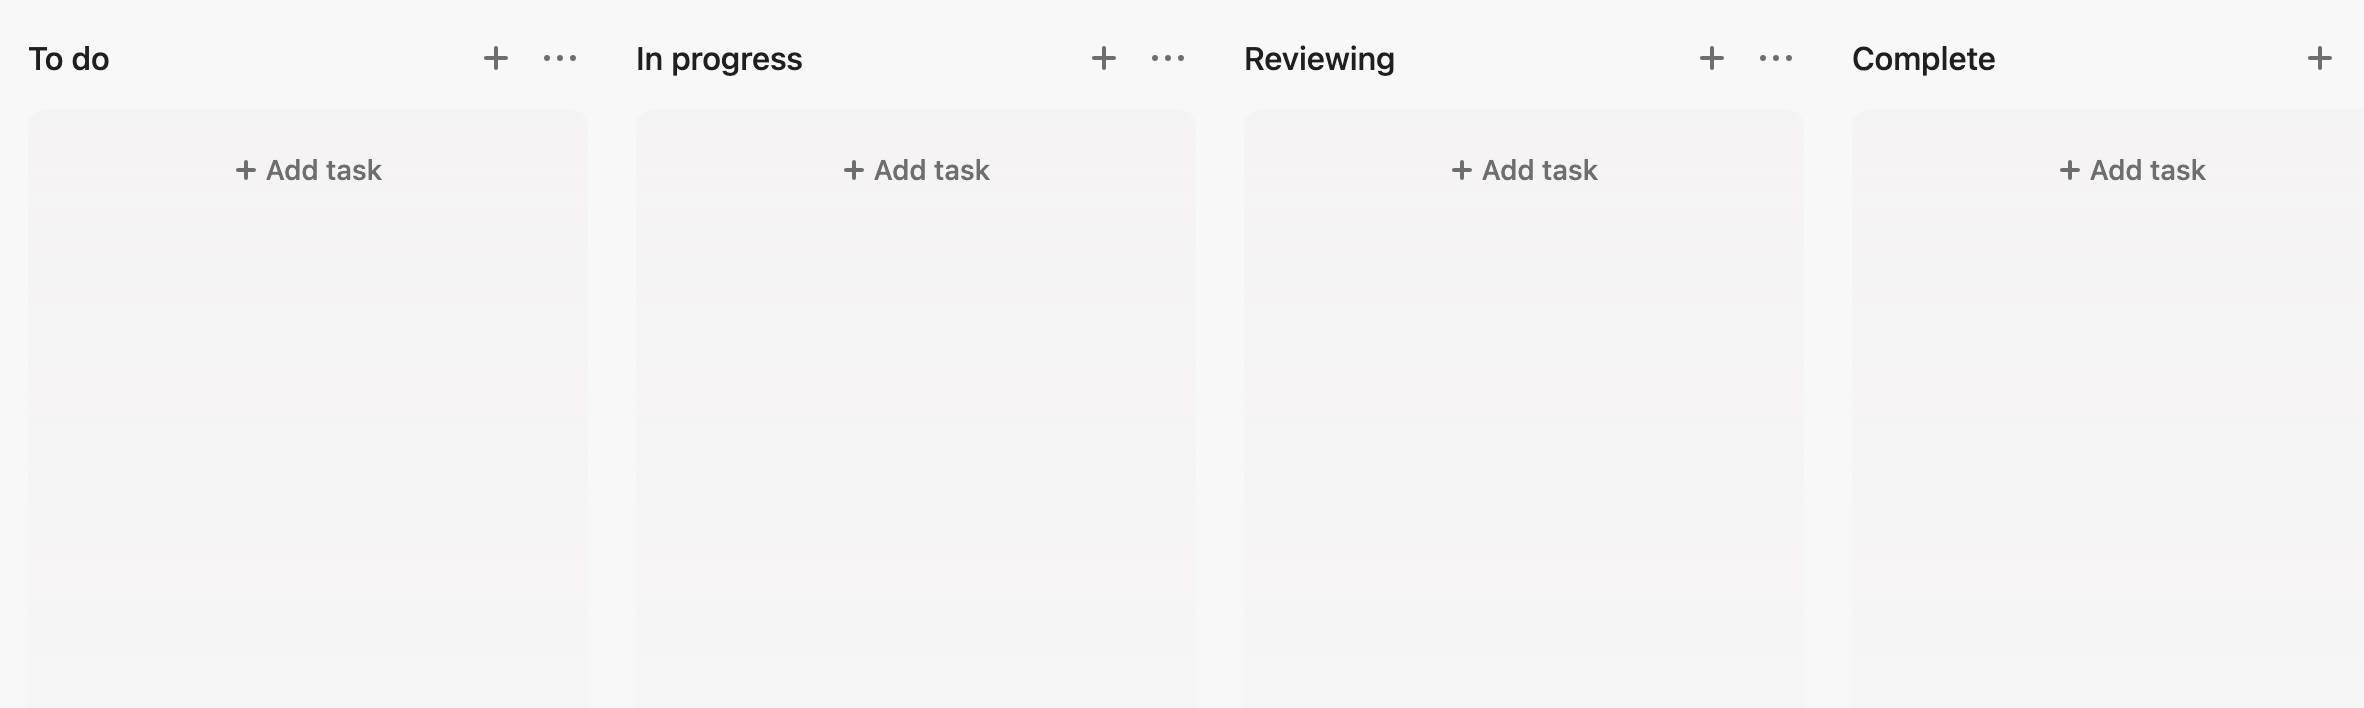 To do
In progress
Reviewing
Complete
+ Add task
+ Add task
+ Add task
+ Add task